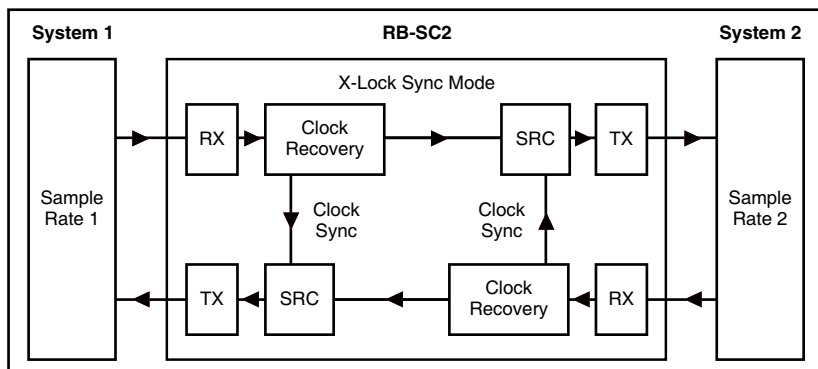 System 1
RB-SC2
System 2
X-Lock Sync Mode
RX
Clock
Recovery
SRC
TX
Sample
Rate 1
Clock
Sync
Clock
Sync
Sample
Rate 2
TX
SRC
Clock
Recovery
RX